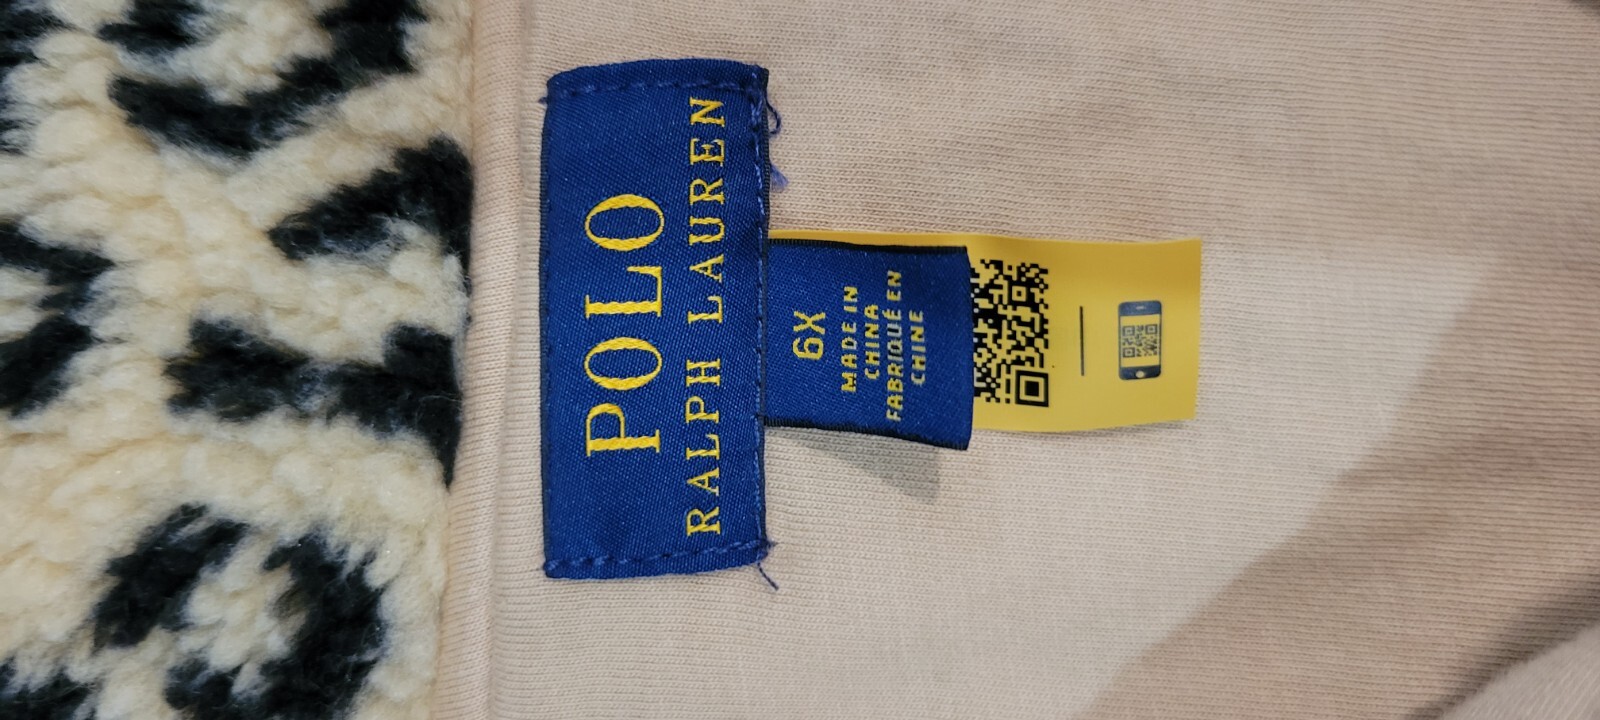 POLO
RALPH LAUREN
6X
MADE IN
CHINA
FABRIQUÉ EN
CHINE